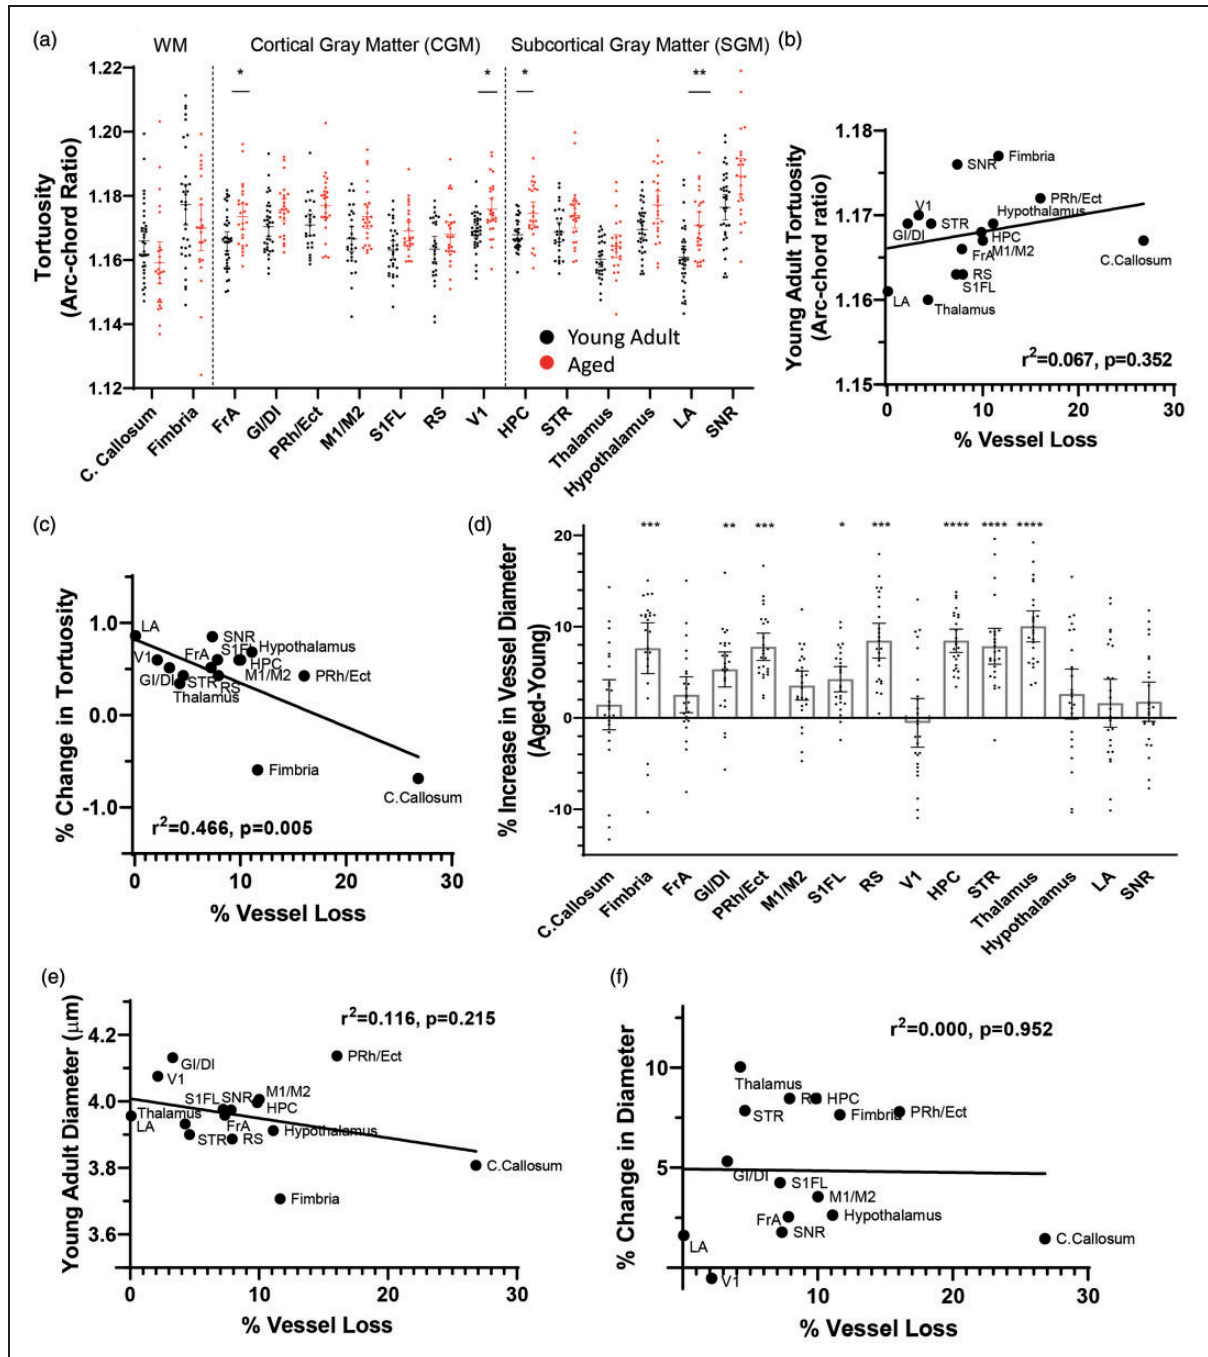 (a)
WM
Cortical Gray Matter (CGM)
Subcortical Gray Matter (SGM)
Tortuosity
(Arc-chord Ratio)
1.22
1.20
1.18
1.16
1.14
1.12
*
*
*
**
Young Adult
Aged
C. Callosum
Fimbria
FrA
GI/DI
PRh/Ect
M1/M2
S1FL
RS
V1
HPC
STR
Thalamus
Hypothalamus
LA
SNR
(b)
Young Adult Tortuosity
(Arc-chord ratio)
1.18
1.17
1.16
1.15
Fimbria
SNR
PRh/Ect
V1
Hypothalamus
GI/DI
STR
HPC
M1/M2
FrA
C.Callosum
RS
S1FL
LA
Thalamus
r²=0.067, p=0.352
0
10
20
30
% Vessel Loss
(c)
% Change in Tortuosity
1.0
0.0
-1.0
LA
SNR
S1FL
Hypothalamus
V1
FrA
HPC
M1/M2
PRh/Ect
GI/DI
STR
RS
Thalamus
Fimbria
C.Callosum
r²=0.466, p=0.005
0
10
20
30
% Vessel Loss
(d)
% Increase in Vessel Diameter
(Aged-Young)
20
10
0
-10
***
**
***
*
***
****
****
****
C.Callosum
Fimbria
FrA
GI/DI
PRh/Ect
M1/M2
S1FL
RS
V1
HPC
STR
Thalamus
Hypothalamus
LA
SNR
(e)
Young Adult Diameter (μm)
4.2
4.0
3.8
3.6
r²=0.116, p=0.215
GI/DI
PRh/Ect
V1
S1FL
SNR
M1/M2
HPC
Thalamus
LA
FrA
STR
RS
Hypothalamus
C.Callosum
Fimbria
0
10
20
30
% Vessel Loss
(f)
% Change in Diameter
10
5
r²=0.000, p=0.952
Thalamus
HPC
STR
Fimbria
PRh/Ect
GI/DI
S1FL
M1/M2
FrA
Hypothalamus
SNR
LA
C.Callosum
V1
0
10
20
30
% Vessel Loss